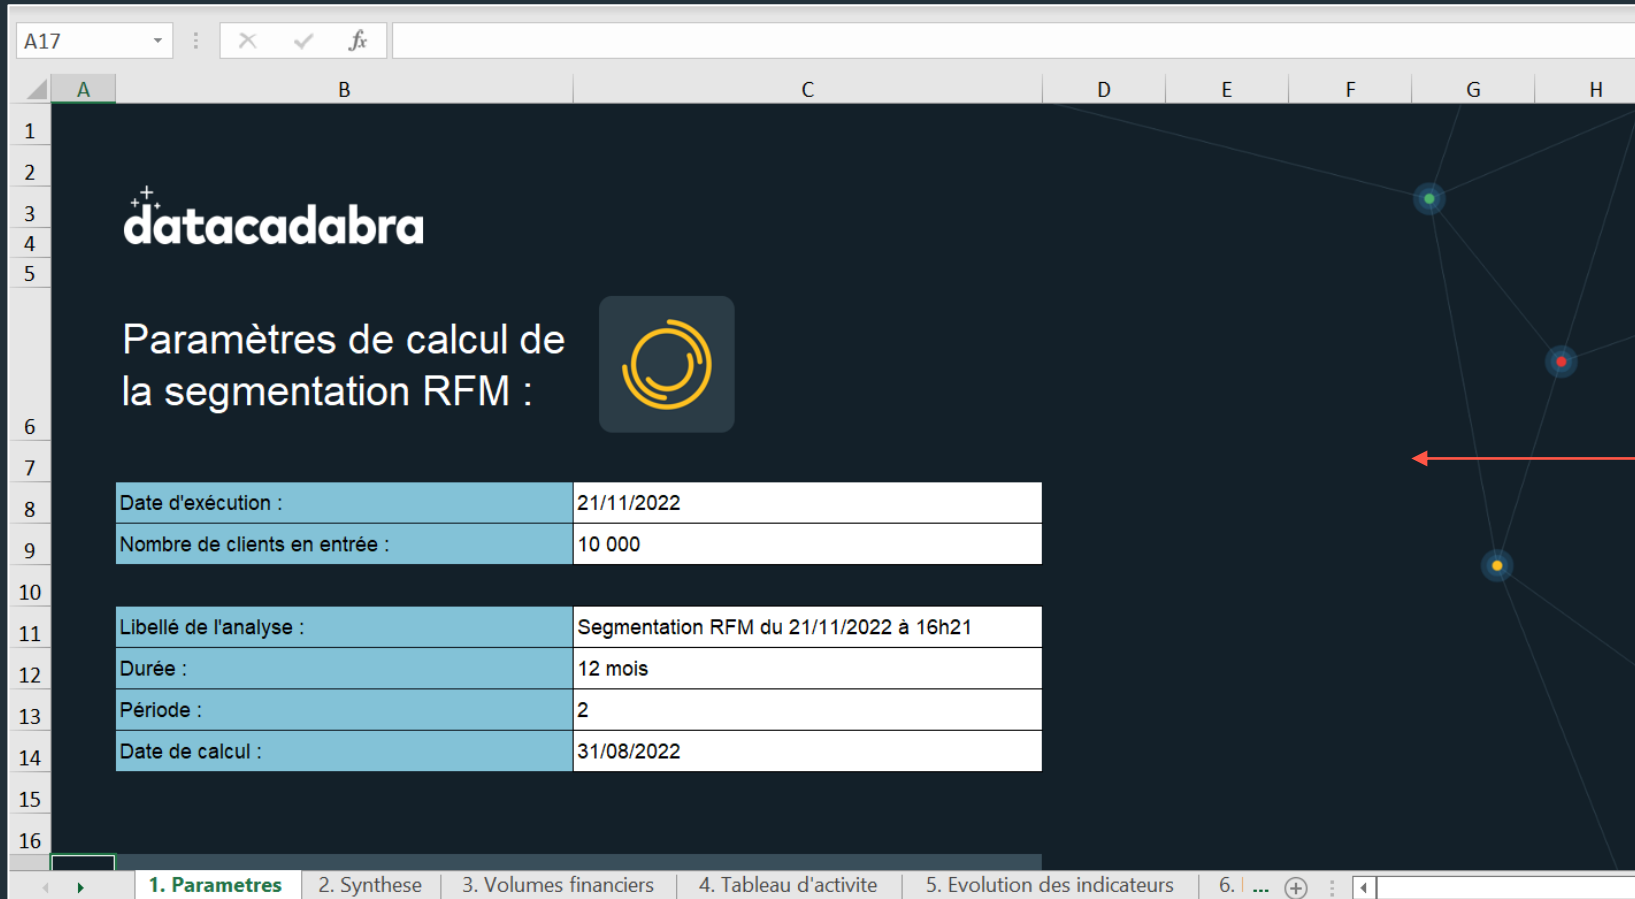 A17
fx
A B C D E F G H
1
2
3
datacadabra
4
5
Paramètres de calcul de
la segmentation RFM :
6
7
8 Date d'exécution : 21/11/2022
9 Nombre de clients en entrée : 10 000
10
11 Libellé de l'analyse : Segmentation RFM du 21/11/2022 à 16h21
12 Durée : 12 mois
13 Période : 2
14 Date de calcul : 31/08/2022
15
16
1. Parametres 2. Synthese 3. Volumes financiers 4. Tableau d'activite 5. Evolution des indicateurs 6. ...